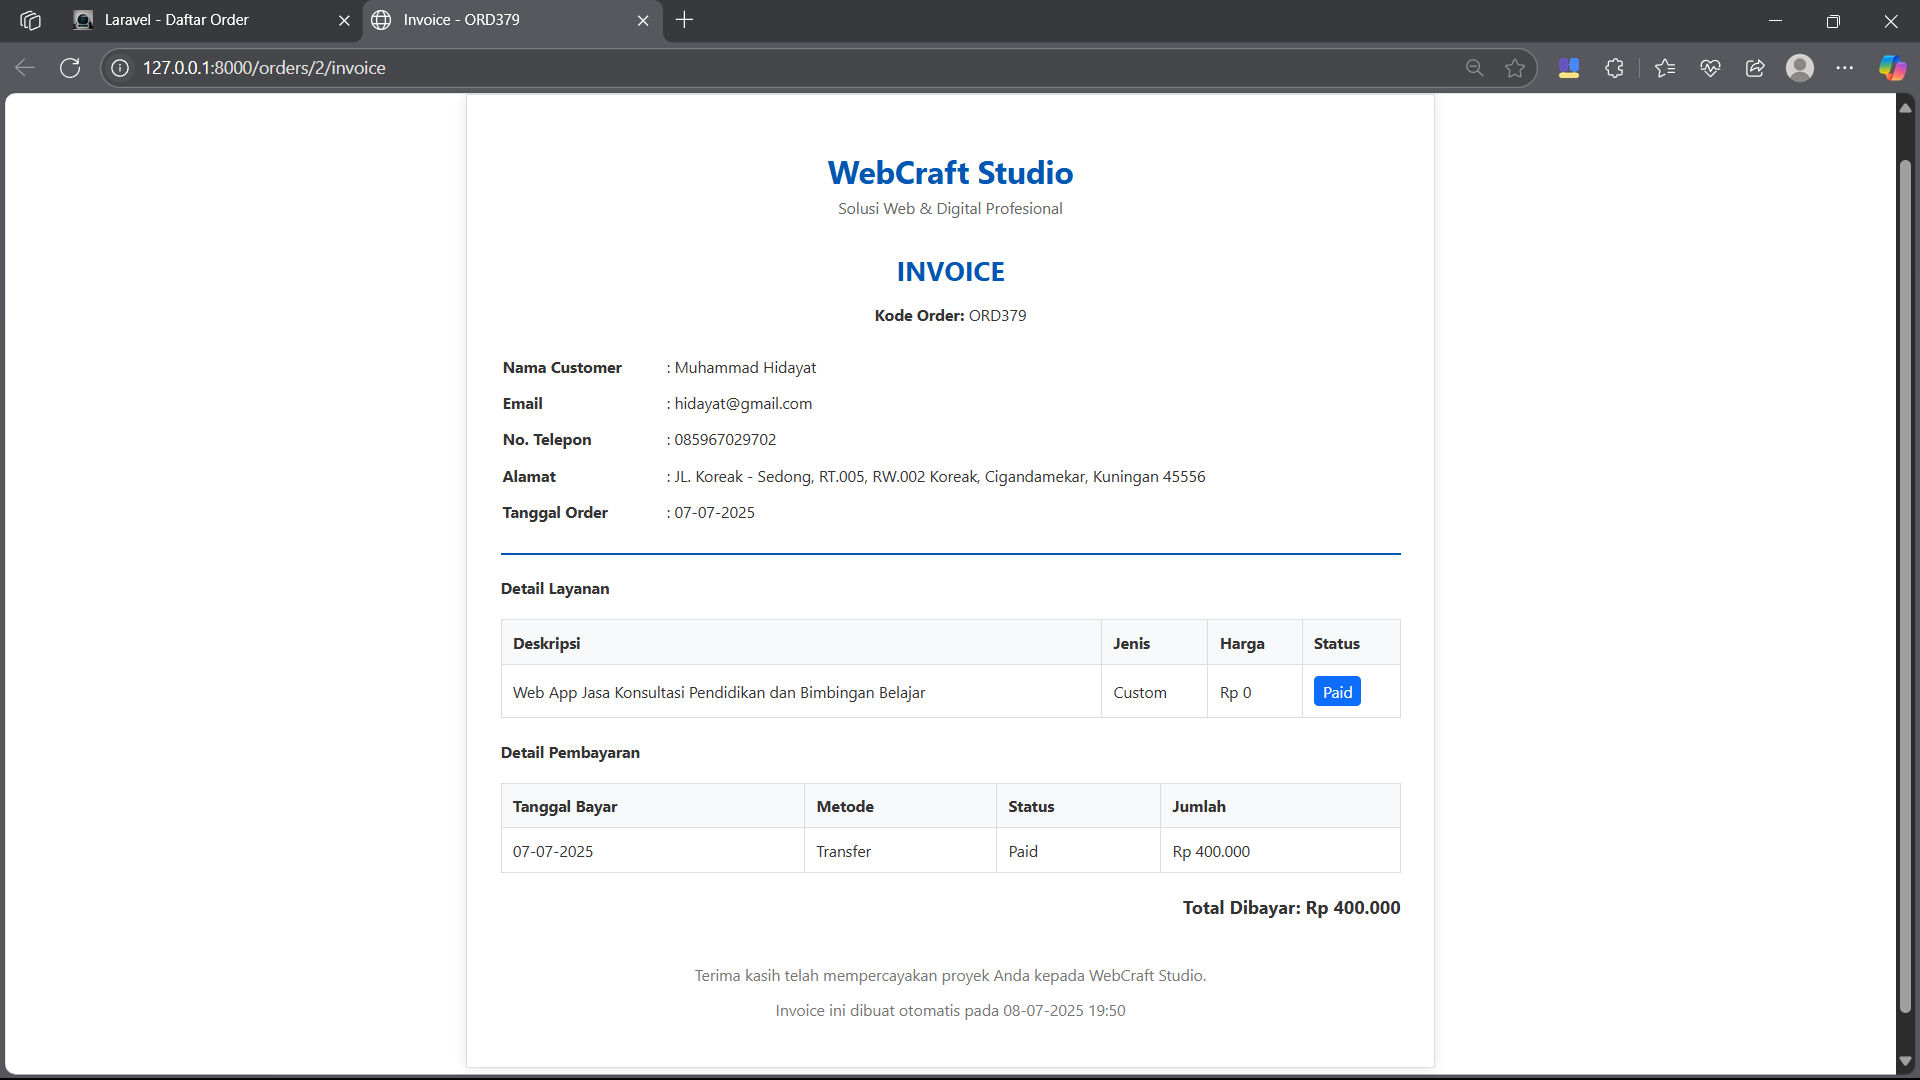 Laravel - Daftar Order
Invoice - ORD379
127.0.0.1:8000/orders/2/invoice
WebCraft Studio
Solusi Web & Digital Profesional
INVOICE
Kode Order: ORD379
Nama Customer : Muhammad Hidayat
Email : hidayat@gmail.com
No. Telepon : 085967029702
Alamat : JL. Koreak - Sedong, RT.005, RW.002 Koreak, Cigandamekar, Kuningan 45556
Tanggal Order : 07-07-2025
Detail Layanan
Deskripsi Jenis Harga Status
Web App Jasa Konsultasi Pendidikan dan Bimbingan Belajar Custom Rp 0 Paid
Detail Pembayaran
Tanggal Bayar Metode Status Jumlah
07-07-2025 Transfer Paid Rp 400.000
Total Dibayar: Rp 400.000
Terima kasih telah mempercayakan proyek Anda kepada WebCraft Studio.
Invoice ini dibuat otomatis pada 08-07-2025 19:50